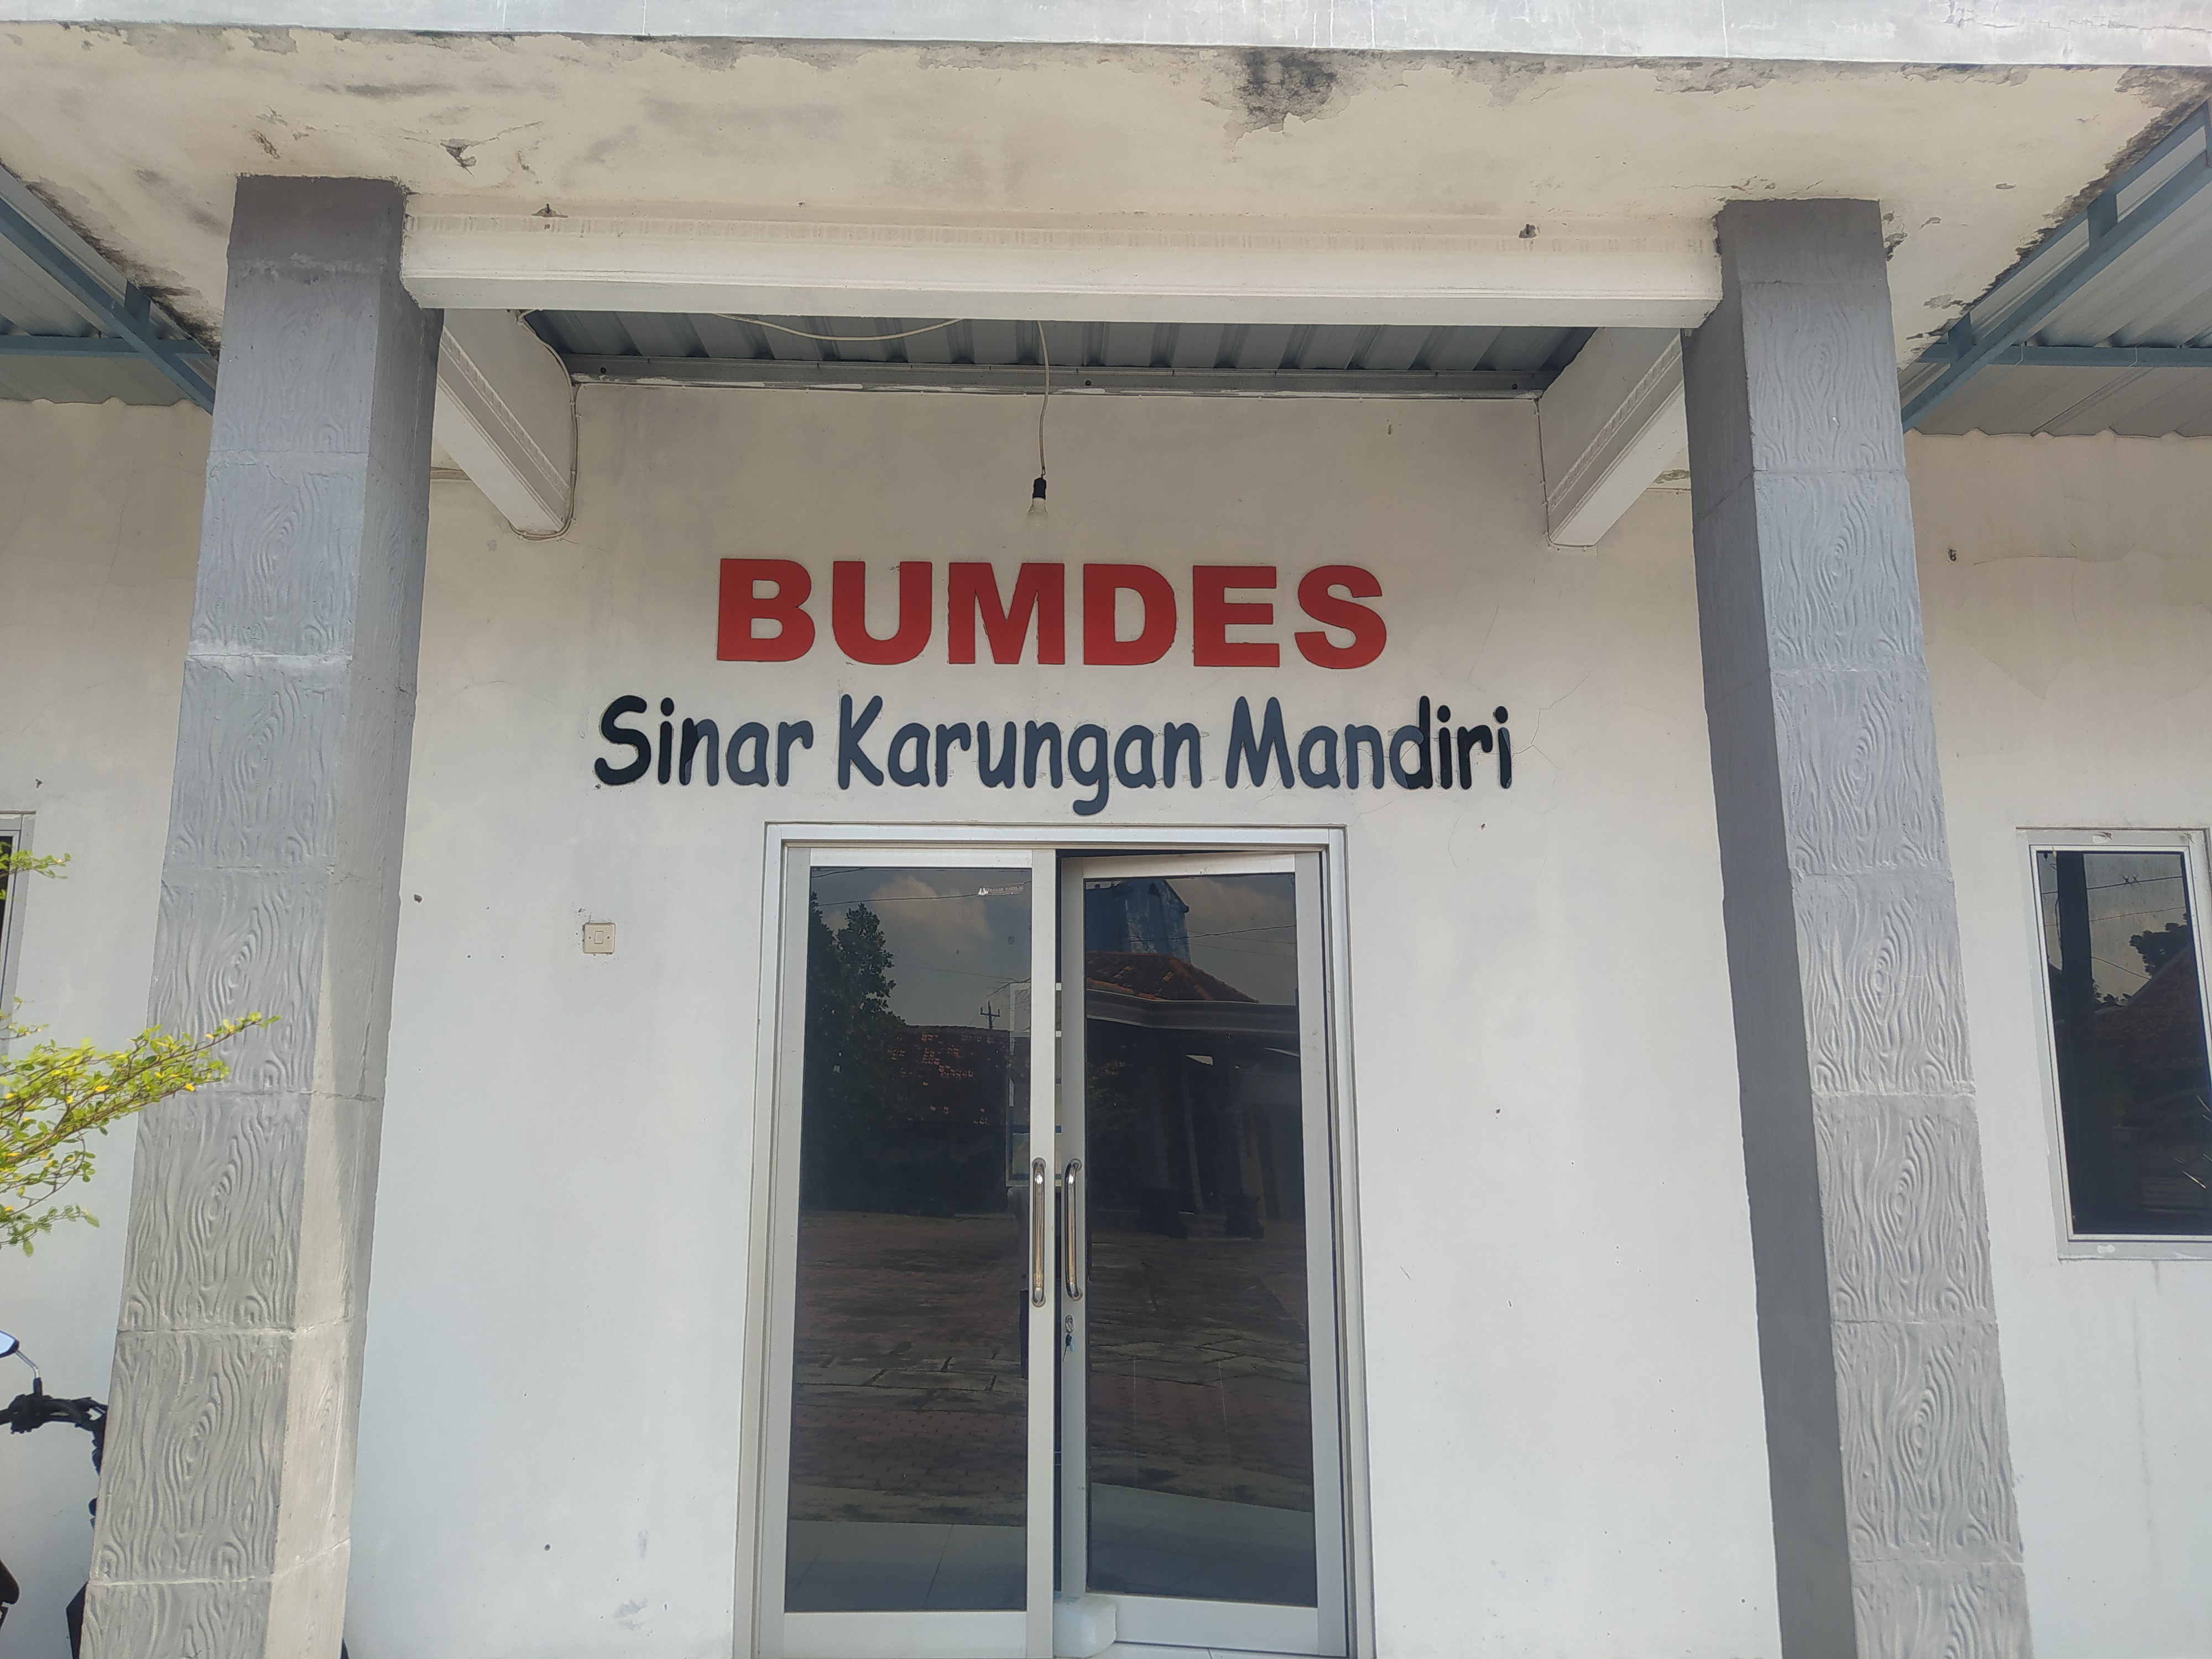 BUMDES
Sinar Karungan Mandiri